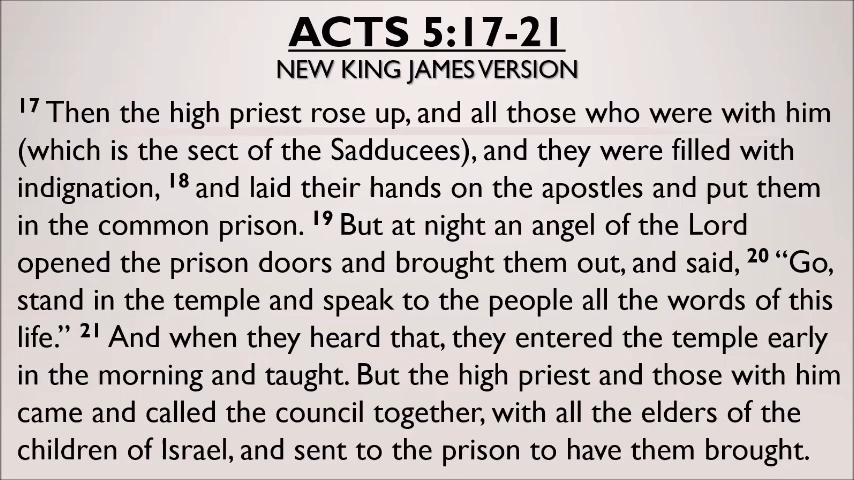 ACTS 5:17-21
NEW KING JAMES VERSION
17 Then the high priest rose up, and all those who were with him
(which is the sect of the Sadducees), and they were filled with
indignation, 18 and laid their hands on the apostles and put them
in the common prison. 19 But at night an angel of the Lord
opened the prison doors and brought them out, and said, 20 “Go,
stand in the temple and speak to the people all the words of this
life.” 21 And when they heard that, they entered the temple early
in the morning and taught. But the high priest and those with him
came and called the council together, with all the elders of the
children of Israel, and sent to the prison to have them brought.